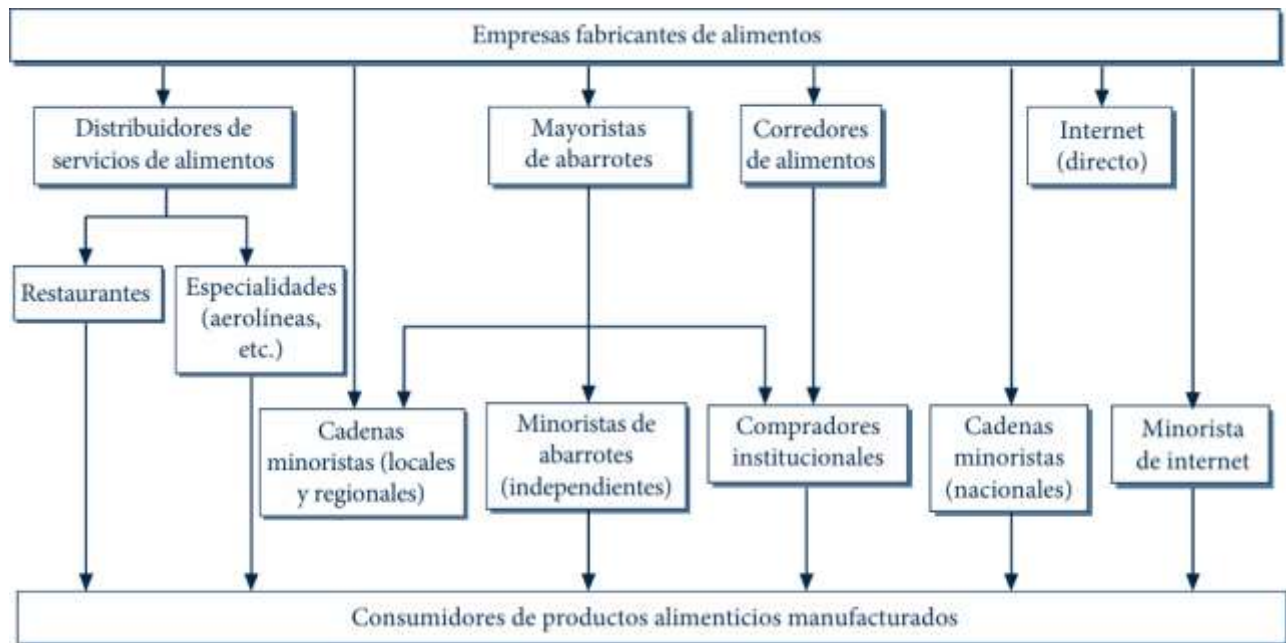 Empresas fabricantes de alimentos
Distribuidores de
servicios de alimentos
Mayoristas
de abarrotes
Corredores
de alimentos
Internet
(directo)
Restaurantes
Especialidades
(aerolíneas,
etc.)
Cadenas
minoristas (locales
y regionales)
Minoristas de
abarrotes
(independientes)
Compradores
institucionales
Cadenas
minoristas
(nacionales)
Minorista
de internet
Consumidores de productos alimenticios manufacturados